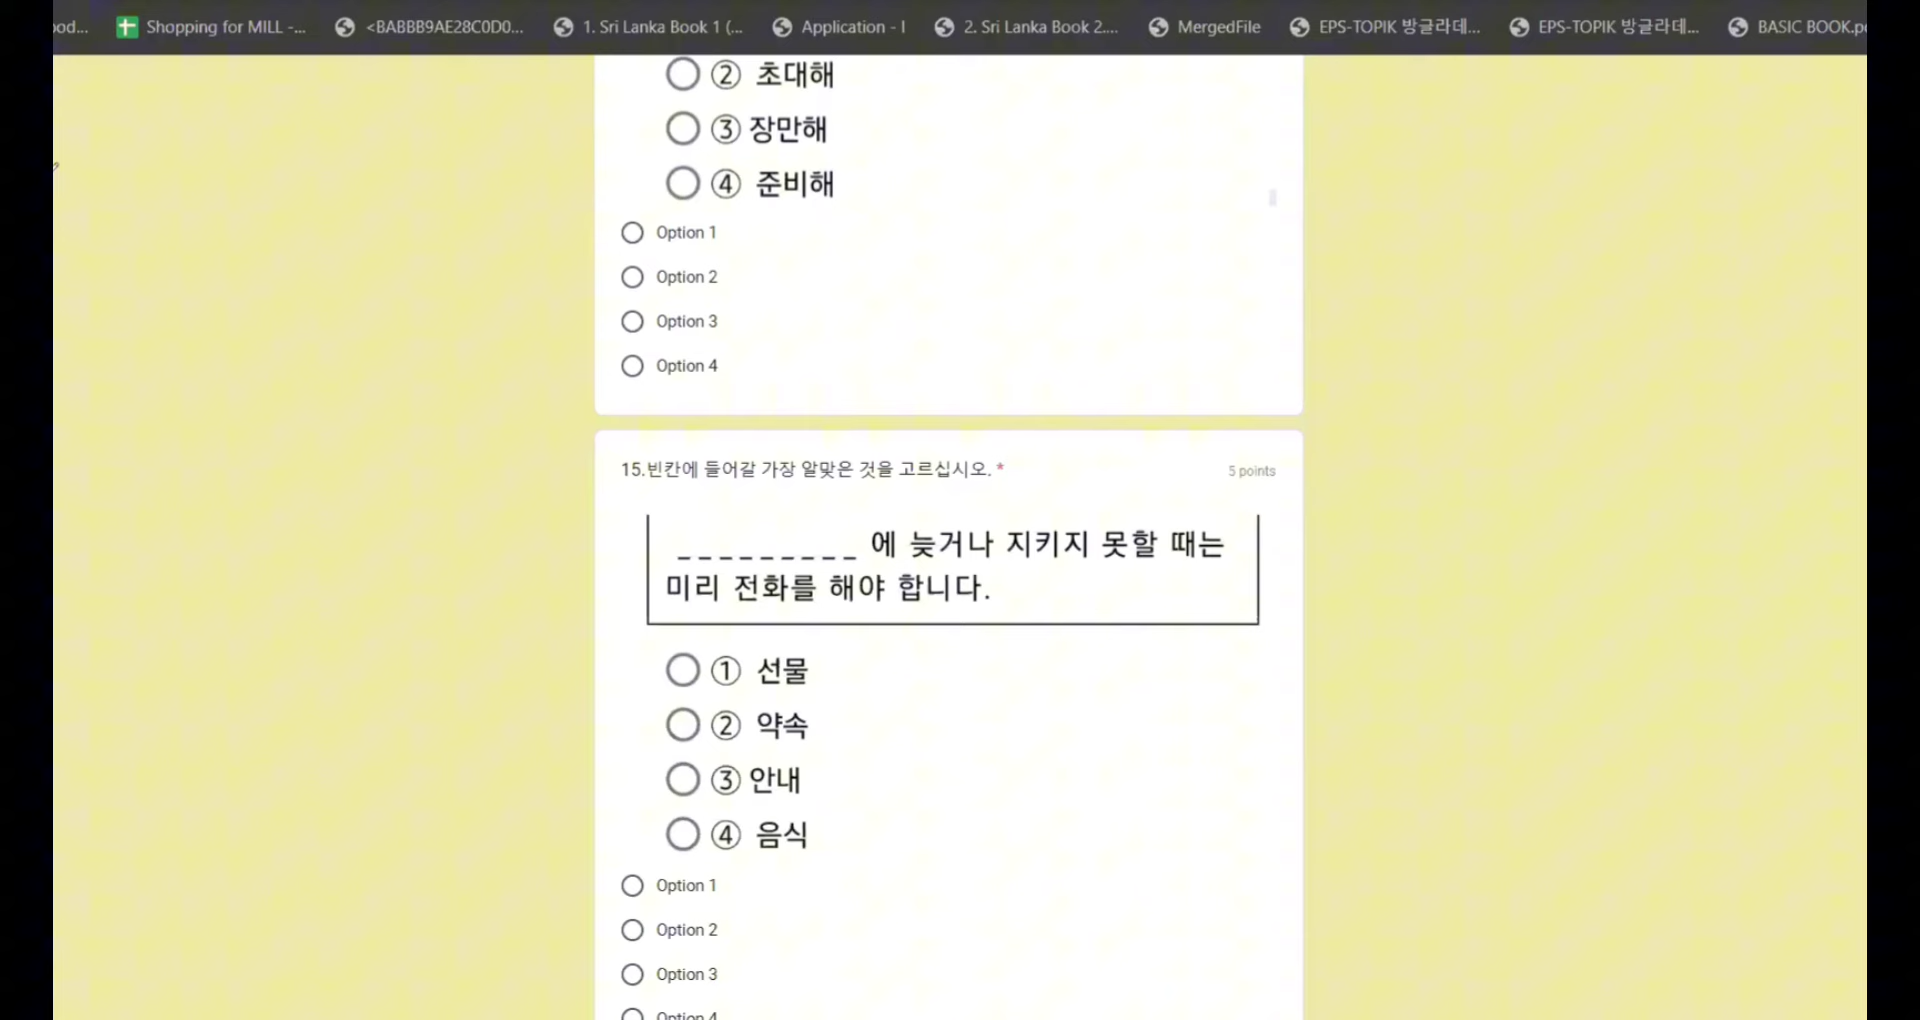 ood...
Shopping for MILL -...
<BABBB9AE28C0D0...
1. Sri Lanka Book 1 (...
Application - I
2. Sri Lanka Book 2....
MergedFile
EPS-TOPIK 방글라데...
EPS-TOPIK 방글라데...
BASIC BOOK.p
② 초대해
③ 장만해
④ 준비해
Option 1
Option 2
Option 3
Option 4
15.빈칸에 들어갈 가장 알맞은 것을 고르십시오. *
5 points
_ _ _ _ _ _ _ _ _ 에 늦거나 지키지 못할 때는
미리 전화를 해야 합니다.
① 선물
② 약속
③ 안내
④ 음식
Option 1
Option 2
Option 3
Option 4